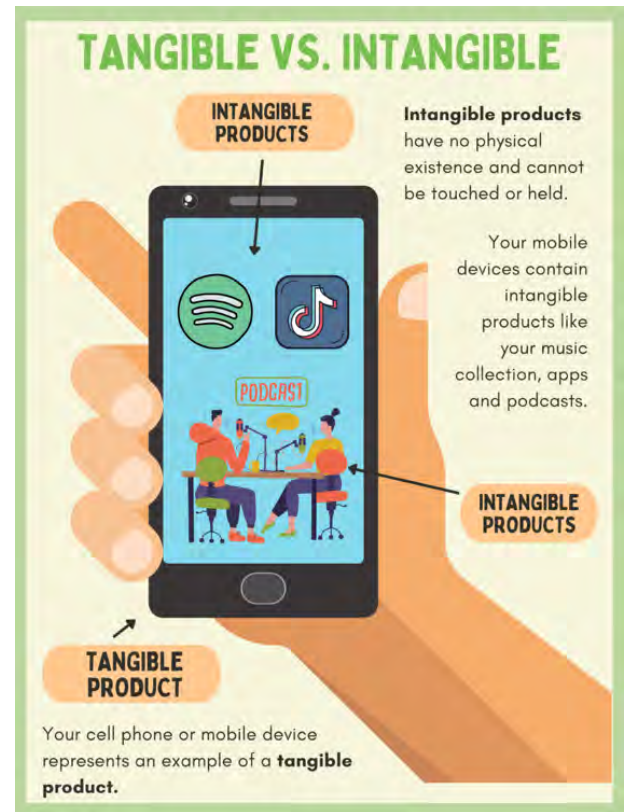 TANGIBLE VS. INTANGIBLE
INTANGIBLE
PRODUCTS
Intangible products
have no physical
existence and cannot
be touched or held.
Your mobile
devices contain
intangible
products like
your music
collection, apps
and podcasts.
PODCAST
INTANGIBLE
PRODUCTS
TANGIBLE
PRODUCT
Your cell phone or mobile device
represents an example of a tangible
product.